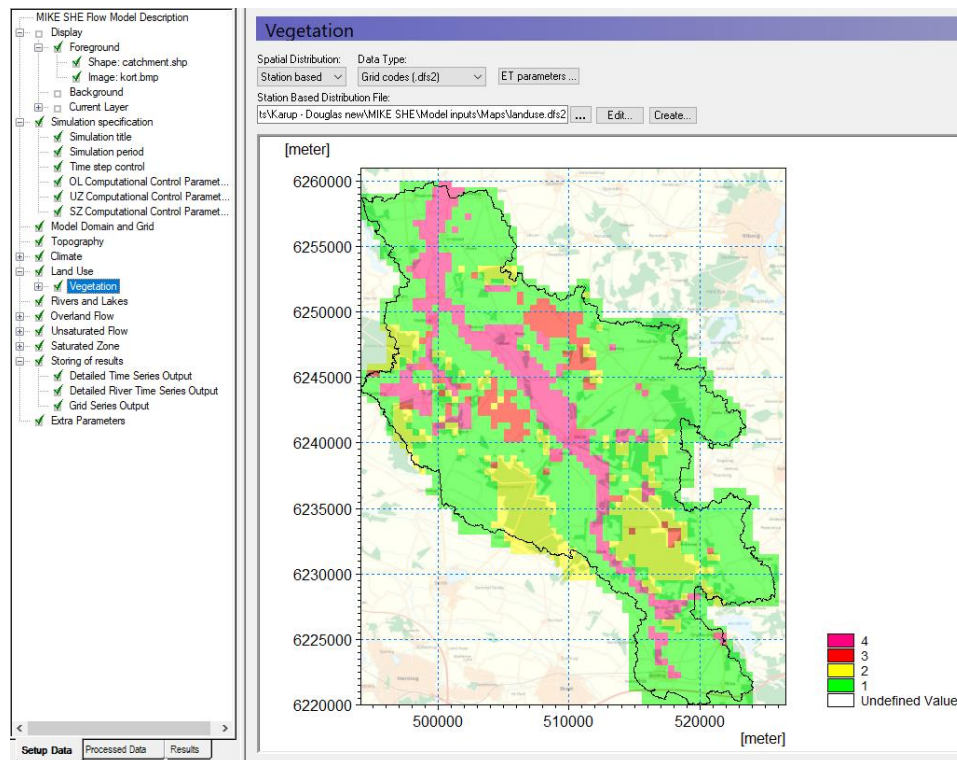 MIKE SHE Flow Model Description
Display
Foreground
Shape: catchment.shp
Image: kort.bmp
Background
Current Layer
Simulation specification
Simulation title
Simulation period
Time step control
OL Computational Control Paramet...
UZ Computational Control Paramet...
SZ Computational Control Paramet...
Model Domain and Grid
Topography
Climate
Land Use
Vegetation
Rivers and Lakes
Overland Flow
Unsaturated Flow
Saturated Zone
Storing of results
Detailed Time Series Output
Detailed River Time Series Output
Grid Series Output
Extra Parameters
Setup Data Processed Data Results
Vegetation
Spatial Distribution: Data Type:
Station based Grid codes (.dfs2) ET parameters ...
Station Based Distribution File:
ts\Karup - Douglas new\MIKE SHE\Model inputs\Maps\landuse.dfs2 ... Edit... Create...
[meter]
6260000
6255000
6250000
6245000
6240000
6235000
6230000
6225000
6220000
500000 510000 520000
[meter]
4
3
2
1
Undefined Value